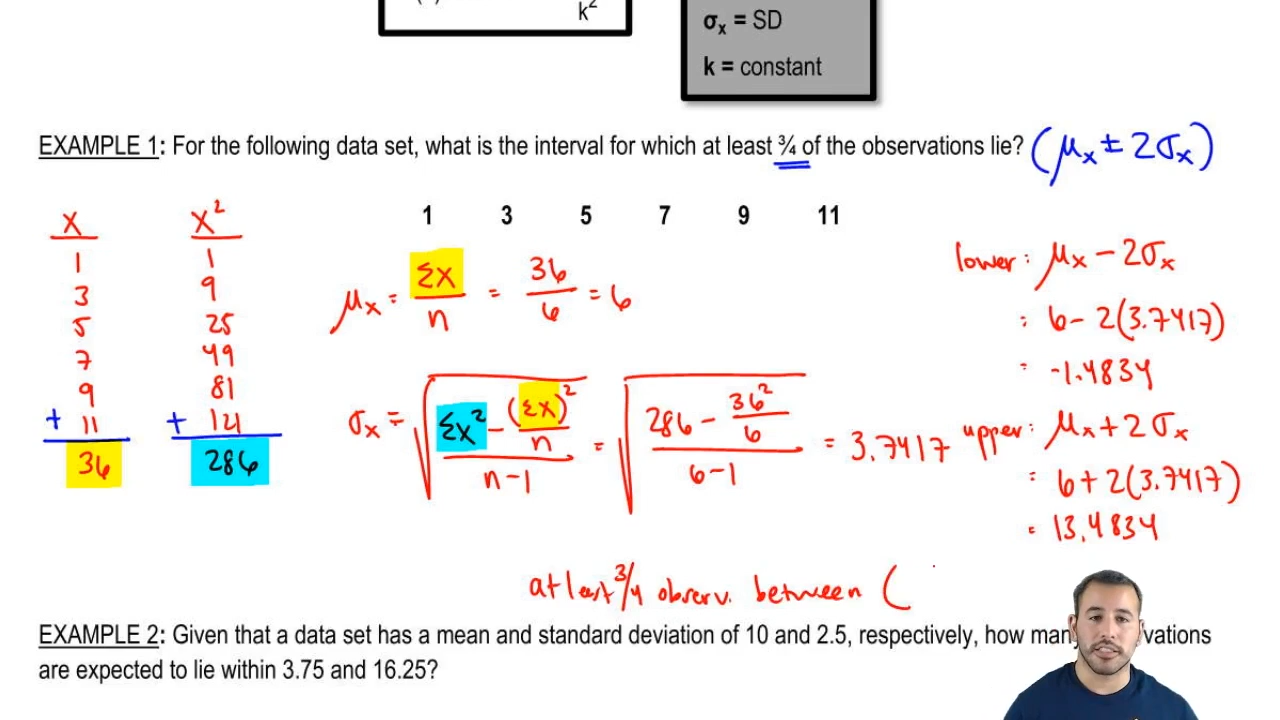 k²
σx = SD
k = constant
EXAMPLE 1: For the following data set, what is the interval for which at least ¾ of the observations lie? (μx ± 2σx)
1 3 5 7 9 11
x x²
1 1
3 9
5 25
7 49
9 81
+ 11 + 121
36 286
μx = Σx / n = 36 / 6 = 6
σx = √((Σx² - (Σx)² / n) / (n-1)) = √((286 - 36² / 6) / (6-1)) = 3.7417
lower: μx - 2σx
= 6 - 2(3.7417)
= -1.4834
upper: μx + 2σx
= 6 + 2(3.7417)
= 13.4834
at least 3/4 observ. between (
EXAMPLE 2: Given that a data set has a mean and standard deviation of 10 and 2.5, respectively, how
are expected to lie within 3.75 and 16.25?